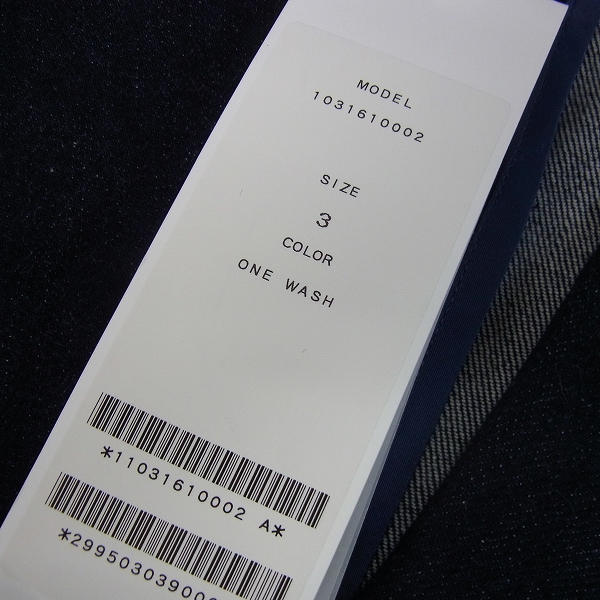 MODEL
1031610002
SIZE
3
COLOR
ONE WASH
*11031610002 A*